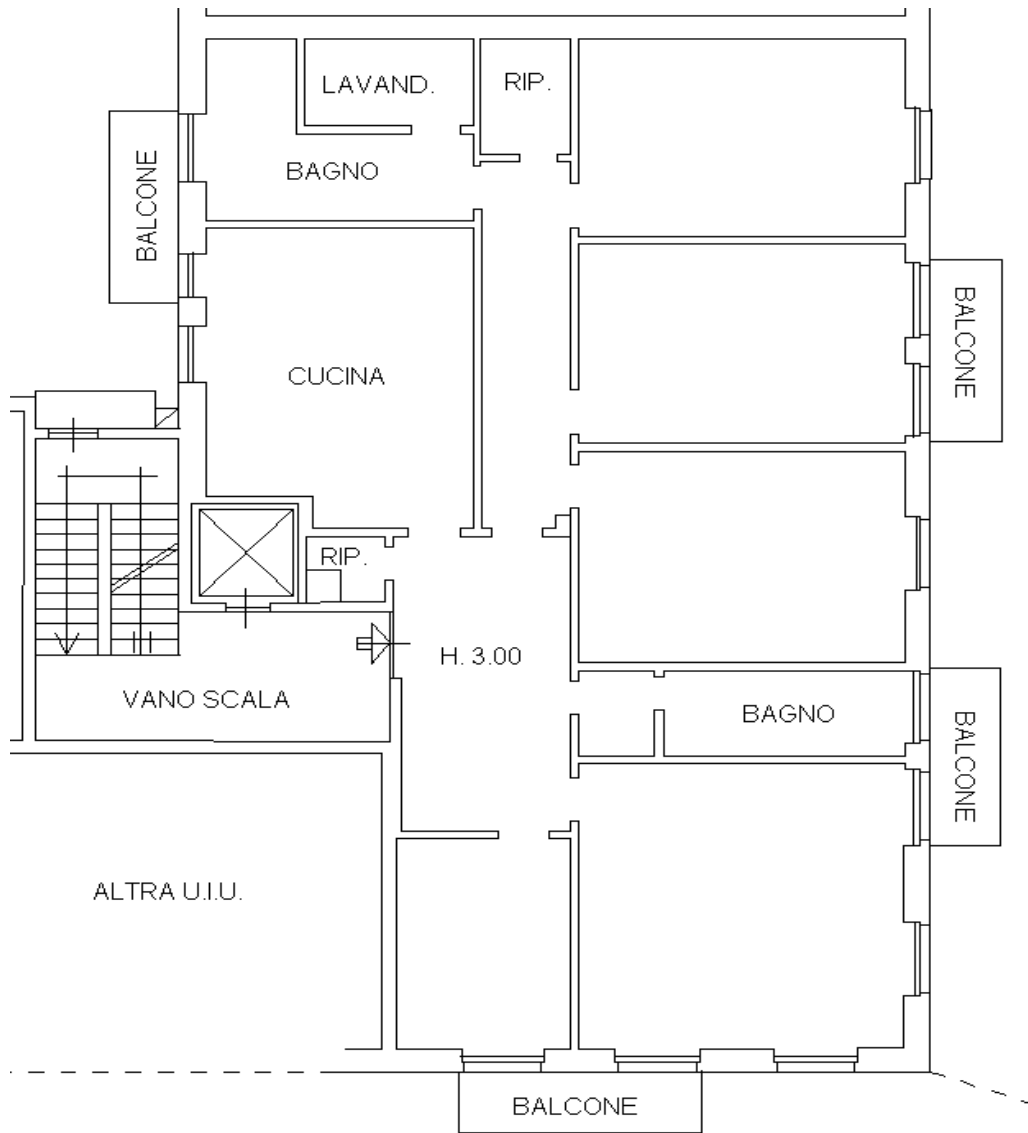 LAVAND.
RIP.
BAGNO
BALCONE
BALCONE
CUCINA
RIP.
H. 3.00
VANO SCALA
BAGNO
BALCONE
ALTRA U.I.U.
BALCONE